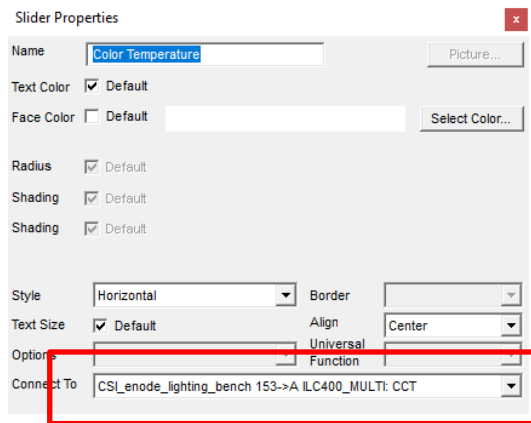 Slider Properties x
Name Color Temperature Picture...
Text Color Default
Face Color Default Select Color...
Radius Default
Shading Default
Shading Default
Style Horizontal Border
Text Size Default Align Center
Options Universal Function
Connect To CSI_enode_lighting_bench 153->A ILC400_MULTI: CCT